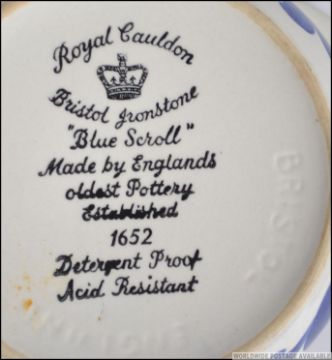 Royal Cauldon
Bristol Ironstone
"Blue Scroll"
Made by Englands
oldest Pottery
Established
1652
Detergent Proof
Acid Resistant
BRISTO
WORLDWIDE POSTAGE AVAILABLE